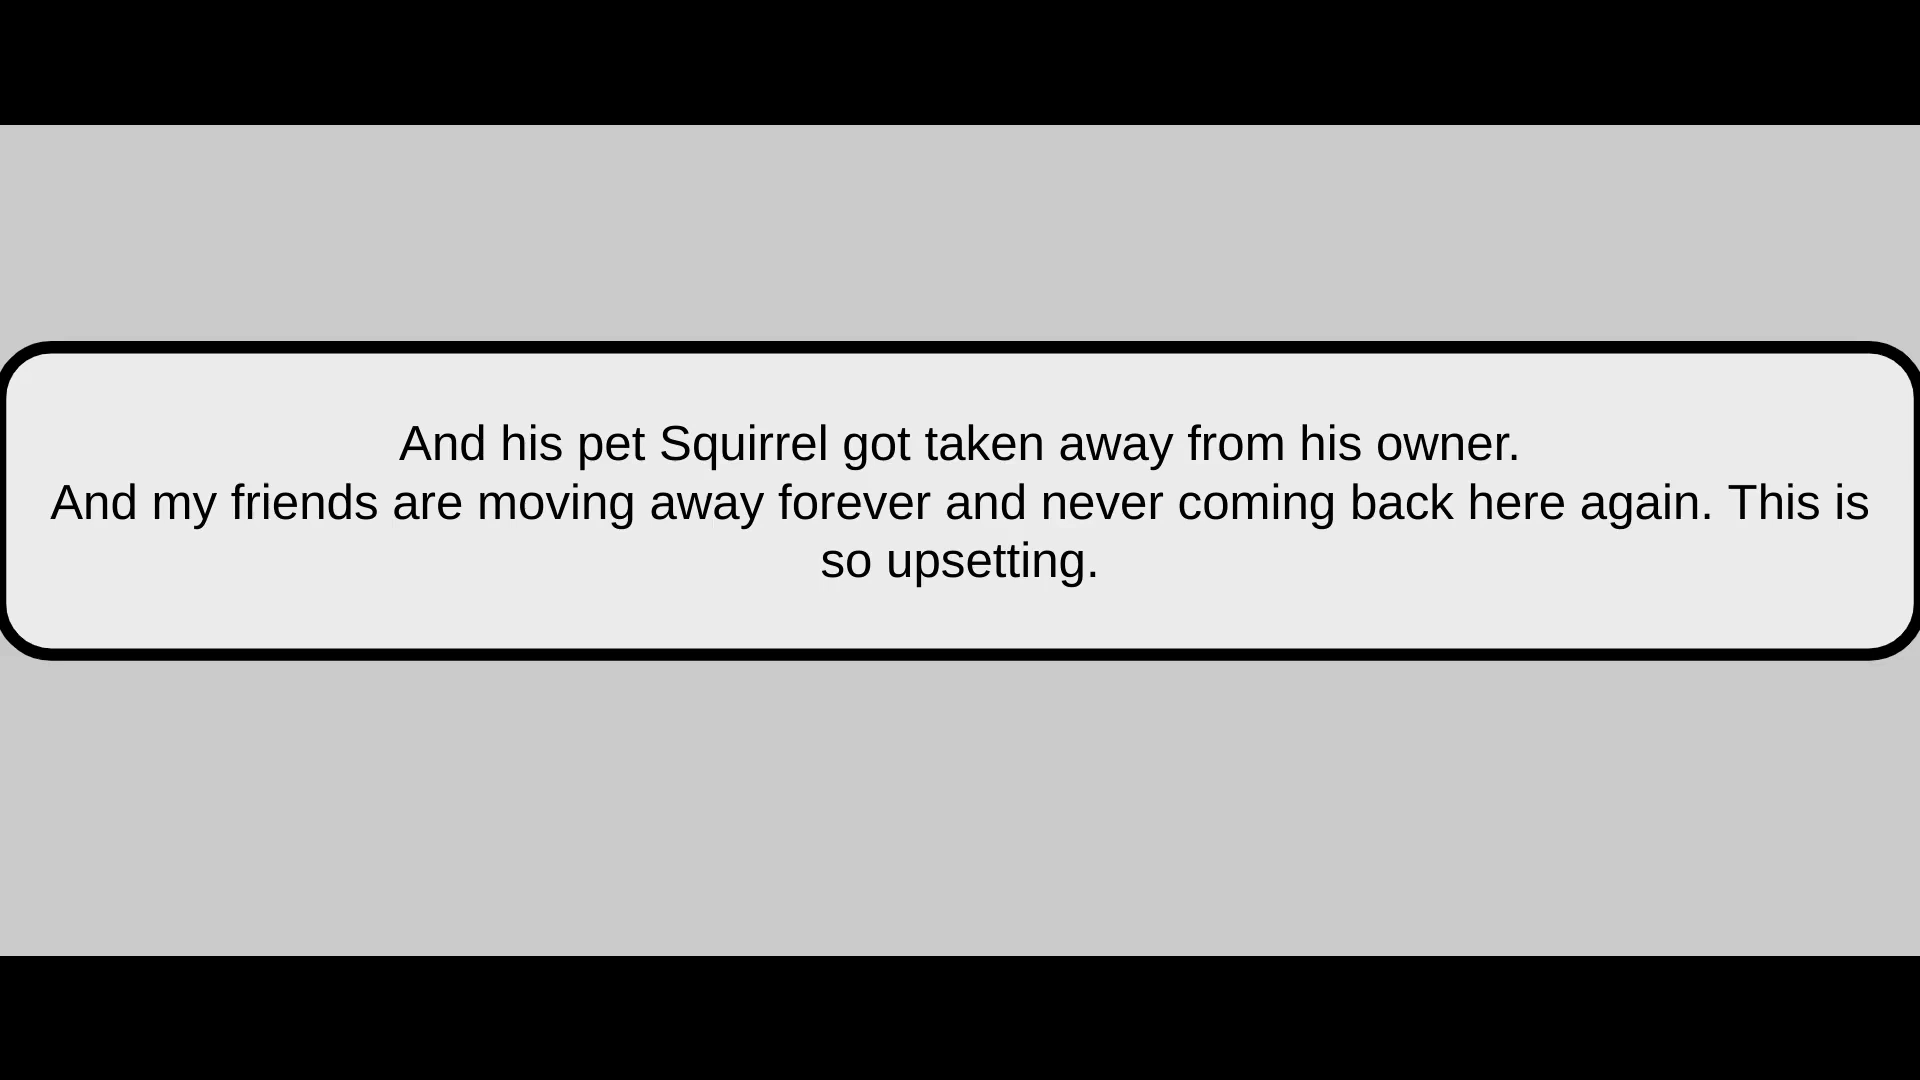 And his pet Squirrel got taken away from his owner.
And my friends are moving away forever and never coming back here again. This is
so upsetting.